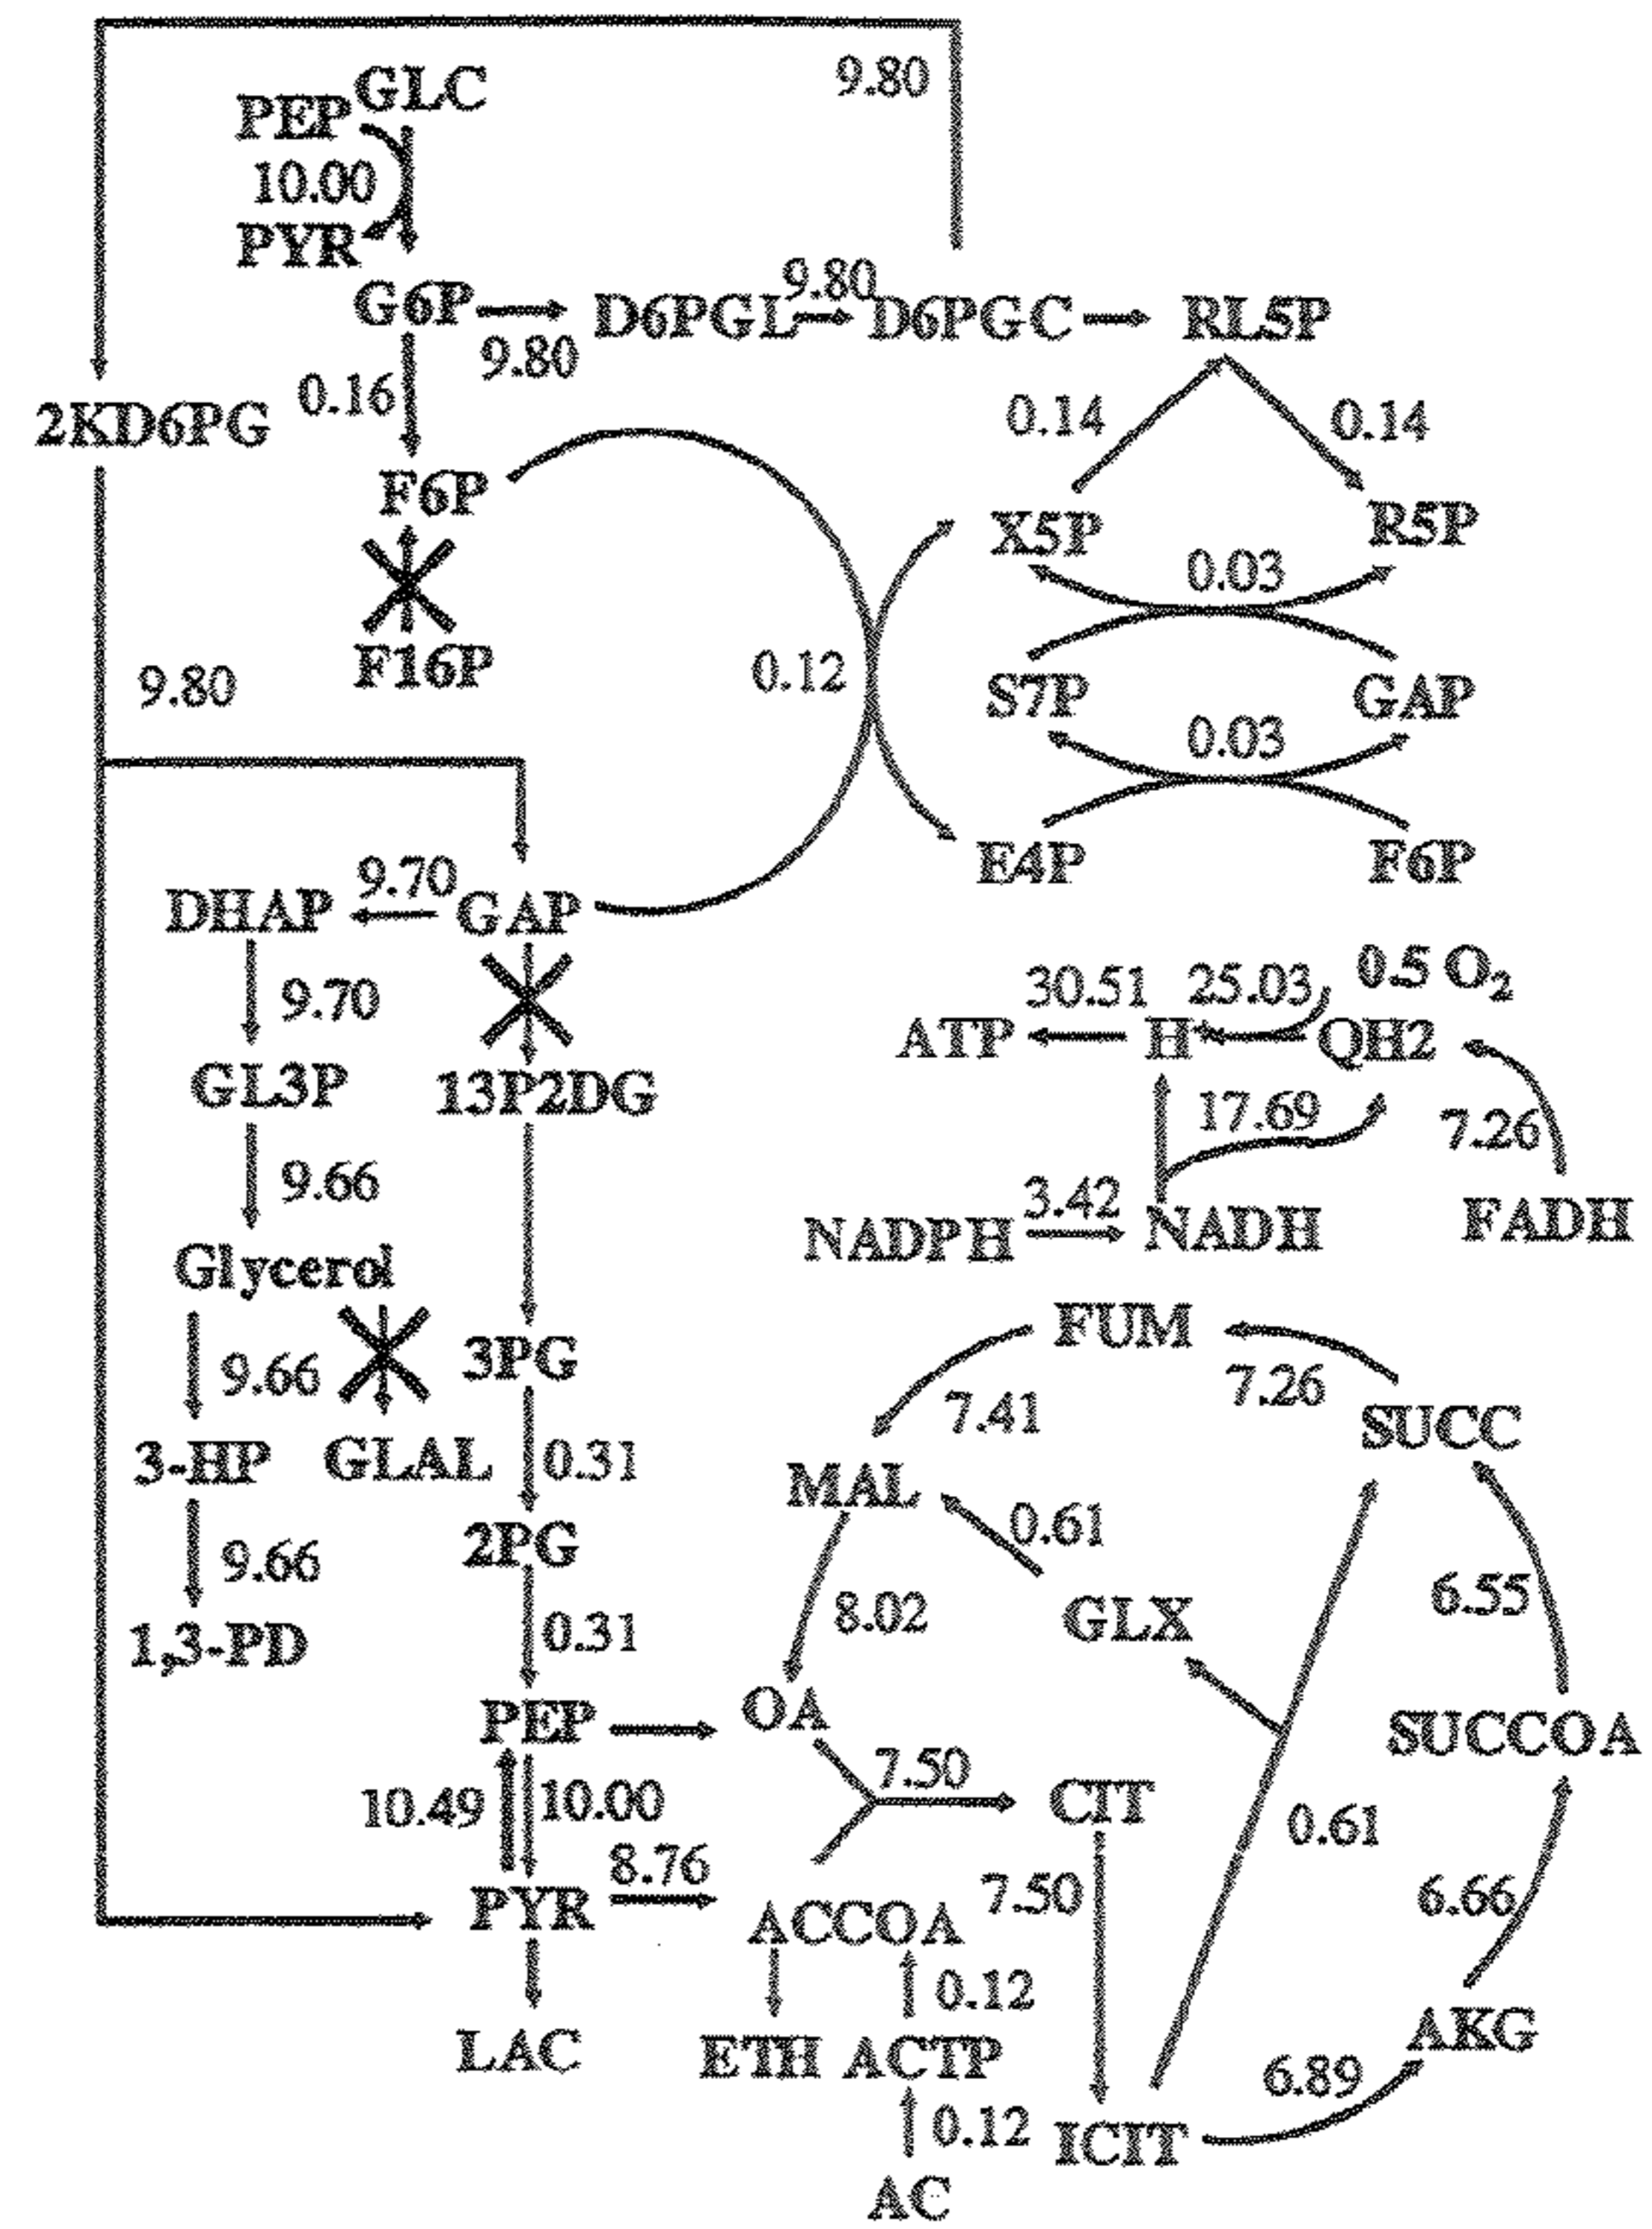 9.80
GLC
PEP
10.00
PYR
G6P
9.80
D6PGL
9.80
D6PGC
RL5P
2KD6PG
0.16
0.14
0.14
F6P
X5P
R5P
0.03
F16P
9.80
0.12
S7P
GAP
0.03
E4P
F6P
DHAP
9.70
GAP
9.70
30.51
25.03
0.5 O₂
ATP
H⁺
QH2
GL3P
13P2DG
17.69
7.26
9.66
NADPH
3.42
NADH
FADH
Glycerol
FUM
9.66
3PG
7.41
7.26
SUCC
3-HP
GLAL
0.31
MAL
0.61
9.66
2PG
8.02
GLX
6.55
1,3-PD
0.31
PEP
OA
SUCCOA
10.49
10.00
7.50
CIT
0.61
8.76
7.50
6.66
PYR
ACCOA
0.12
LAC
ETH
ACTP
AKG
6.89
0.12
ICIT
AC